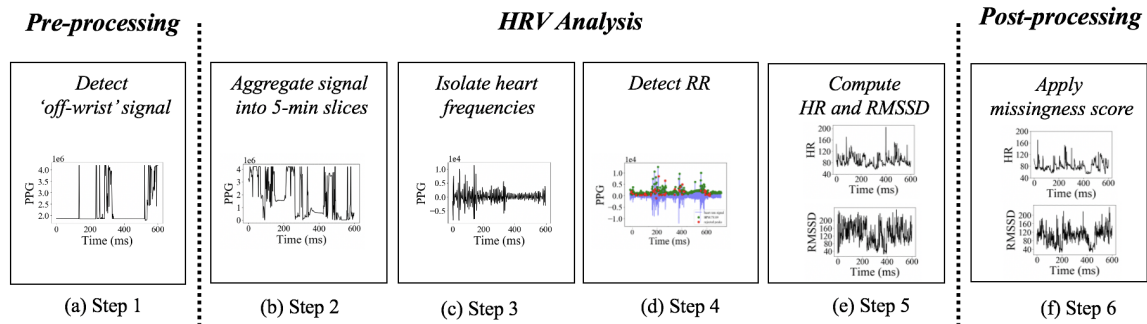 Pre-processing
HRV Analysis
Post-processing
Detect
'off-wrist' signal
1e6
4.0
3.5
3.0
2.5
2.0
PPG
0 200 400 600
Time (ms)
(a) Step 1
Aggregate signal
into 5-min slices
1e6
4
3
2
1
0
PPG
0 200 400 600
Time (ms)
(b) Step 2
Isolate heart
frequencies
1e4
1.0
0.5
0.0
−0.5
PPG
0 200 400 600
Time (ms)
(c) Step 3
Detect RR
1e4
1.0
0.5
0.0
−0.5
−1.0
PPG
0 200 400 600
Time (ms)
(d) Step 4
Compute
HR and RMSSD
200
160
120
80
40
HR
0 200 400 600
Time (ms)
200
160
120
80
40
RMSSD
0 200 400 600
Time (ms)
(e) Step 5
Apply
missingness score
200
160
120
80
40
HR
0 200 400 600
Time (ms)
200
160
120
80
40
RMSSD
0 200 400 600
Time (ms)
(f) Step 6